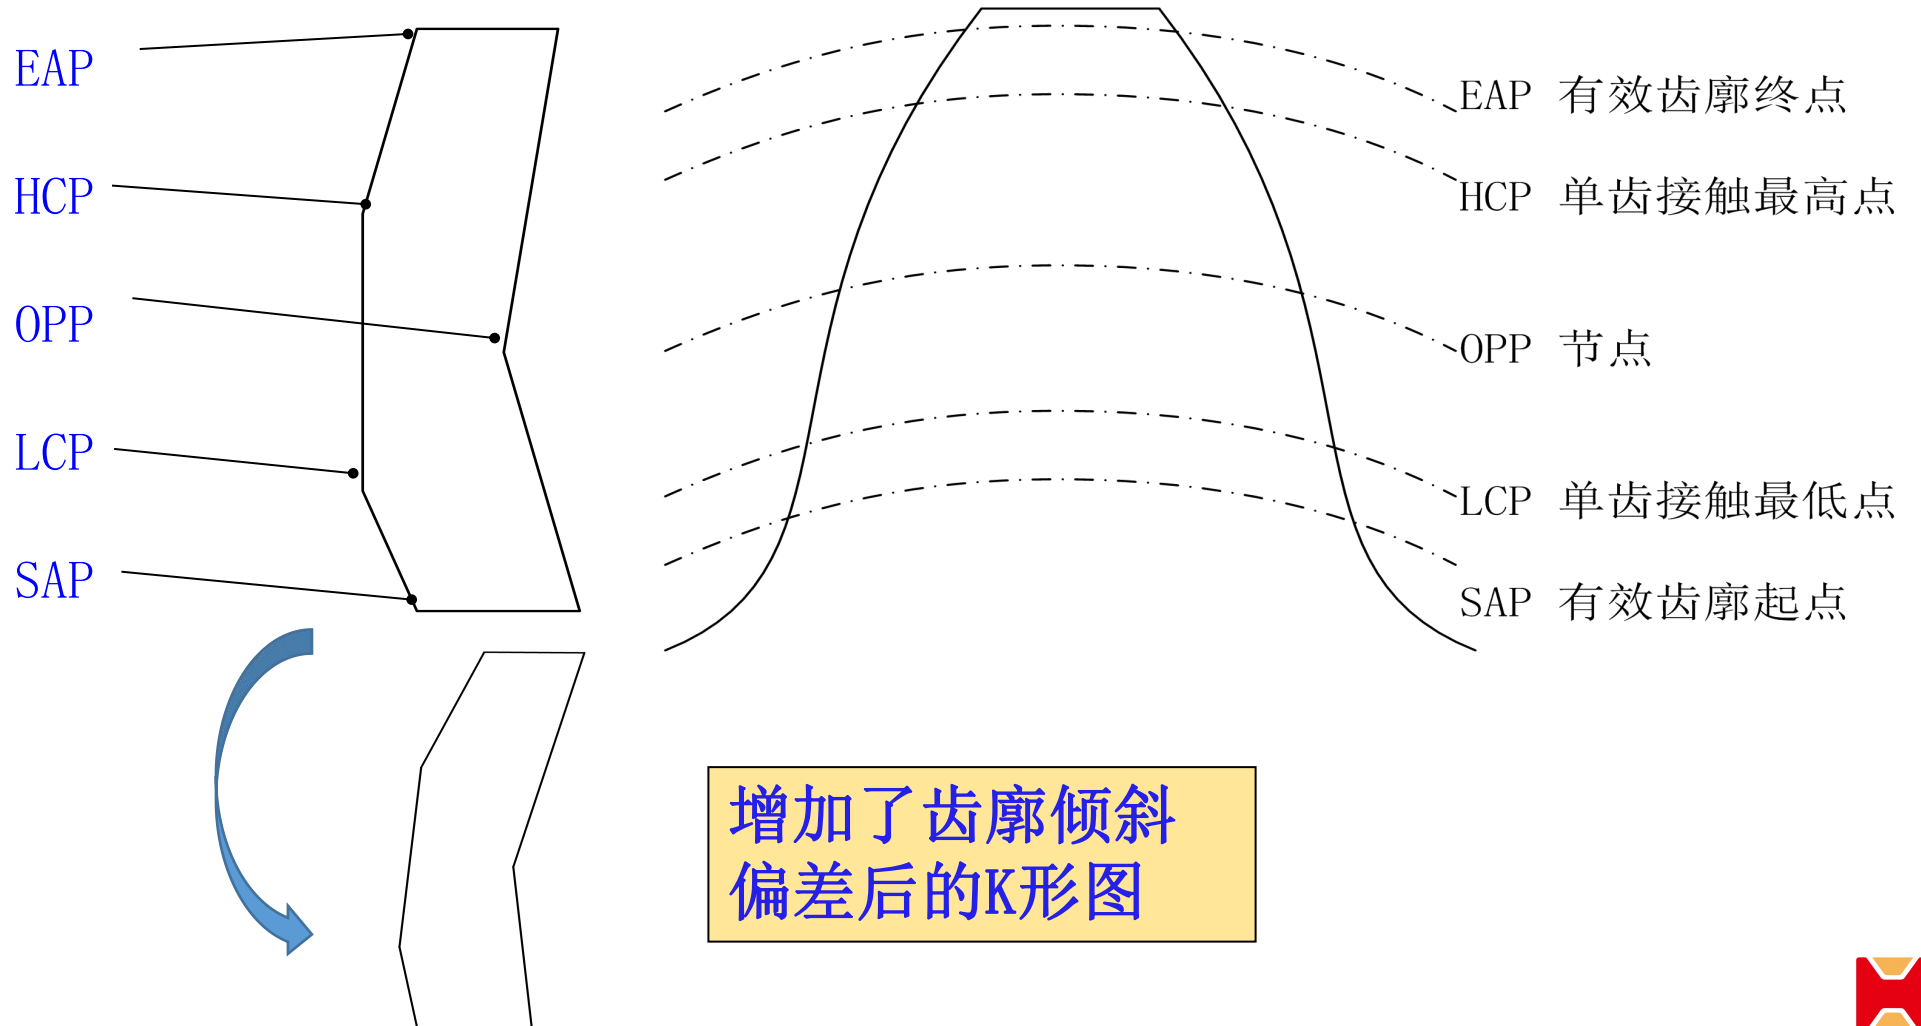 EAP
HCP
OPP
LCP
SAP
EAP 有效齿廓终点
HCP 单齿接触最高点
OPP 节点
LCP 单齿接触最低点
SAP 有效齿廓起点
增加了齿廓倾斜
偏差后的K形图